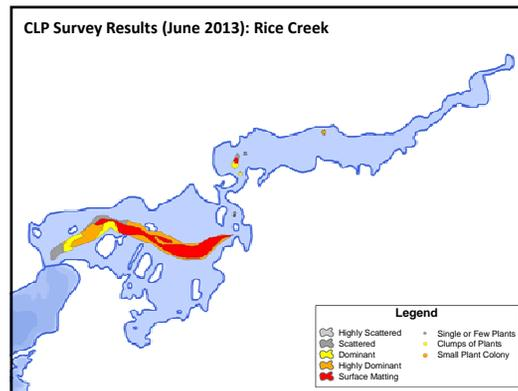 CLP Survey Results (June 2013): Rice Creek
Legend
Highly Scattered
Scattered
Dominant
Highly Dominant
Surface Matting
Single or Few Plants
Clumps of Plants
Small Plant Colony